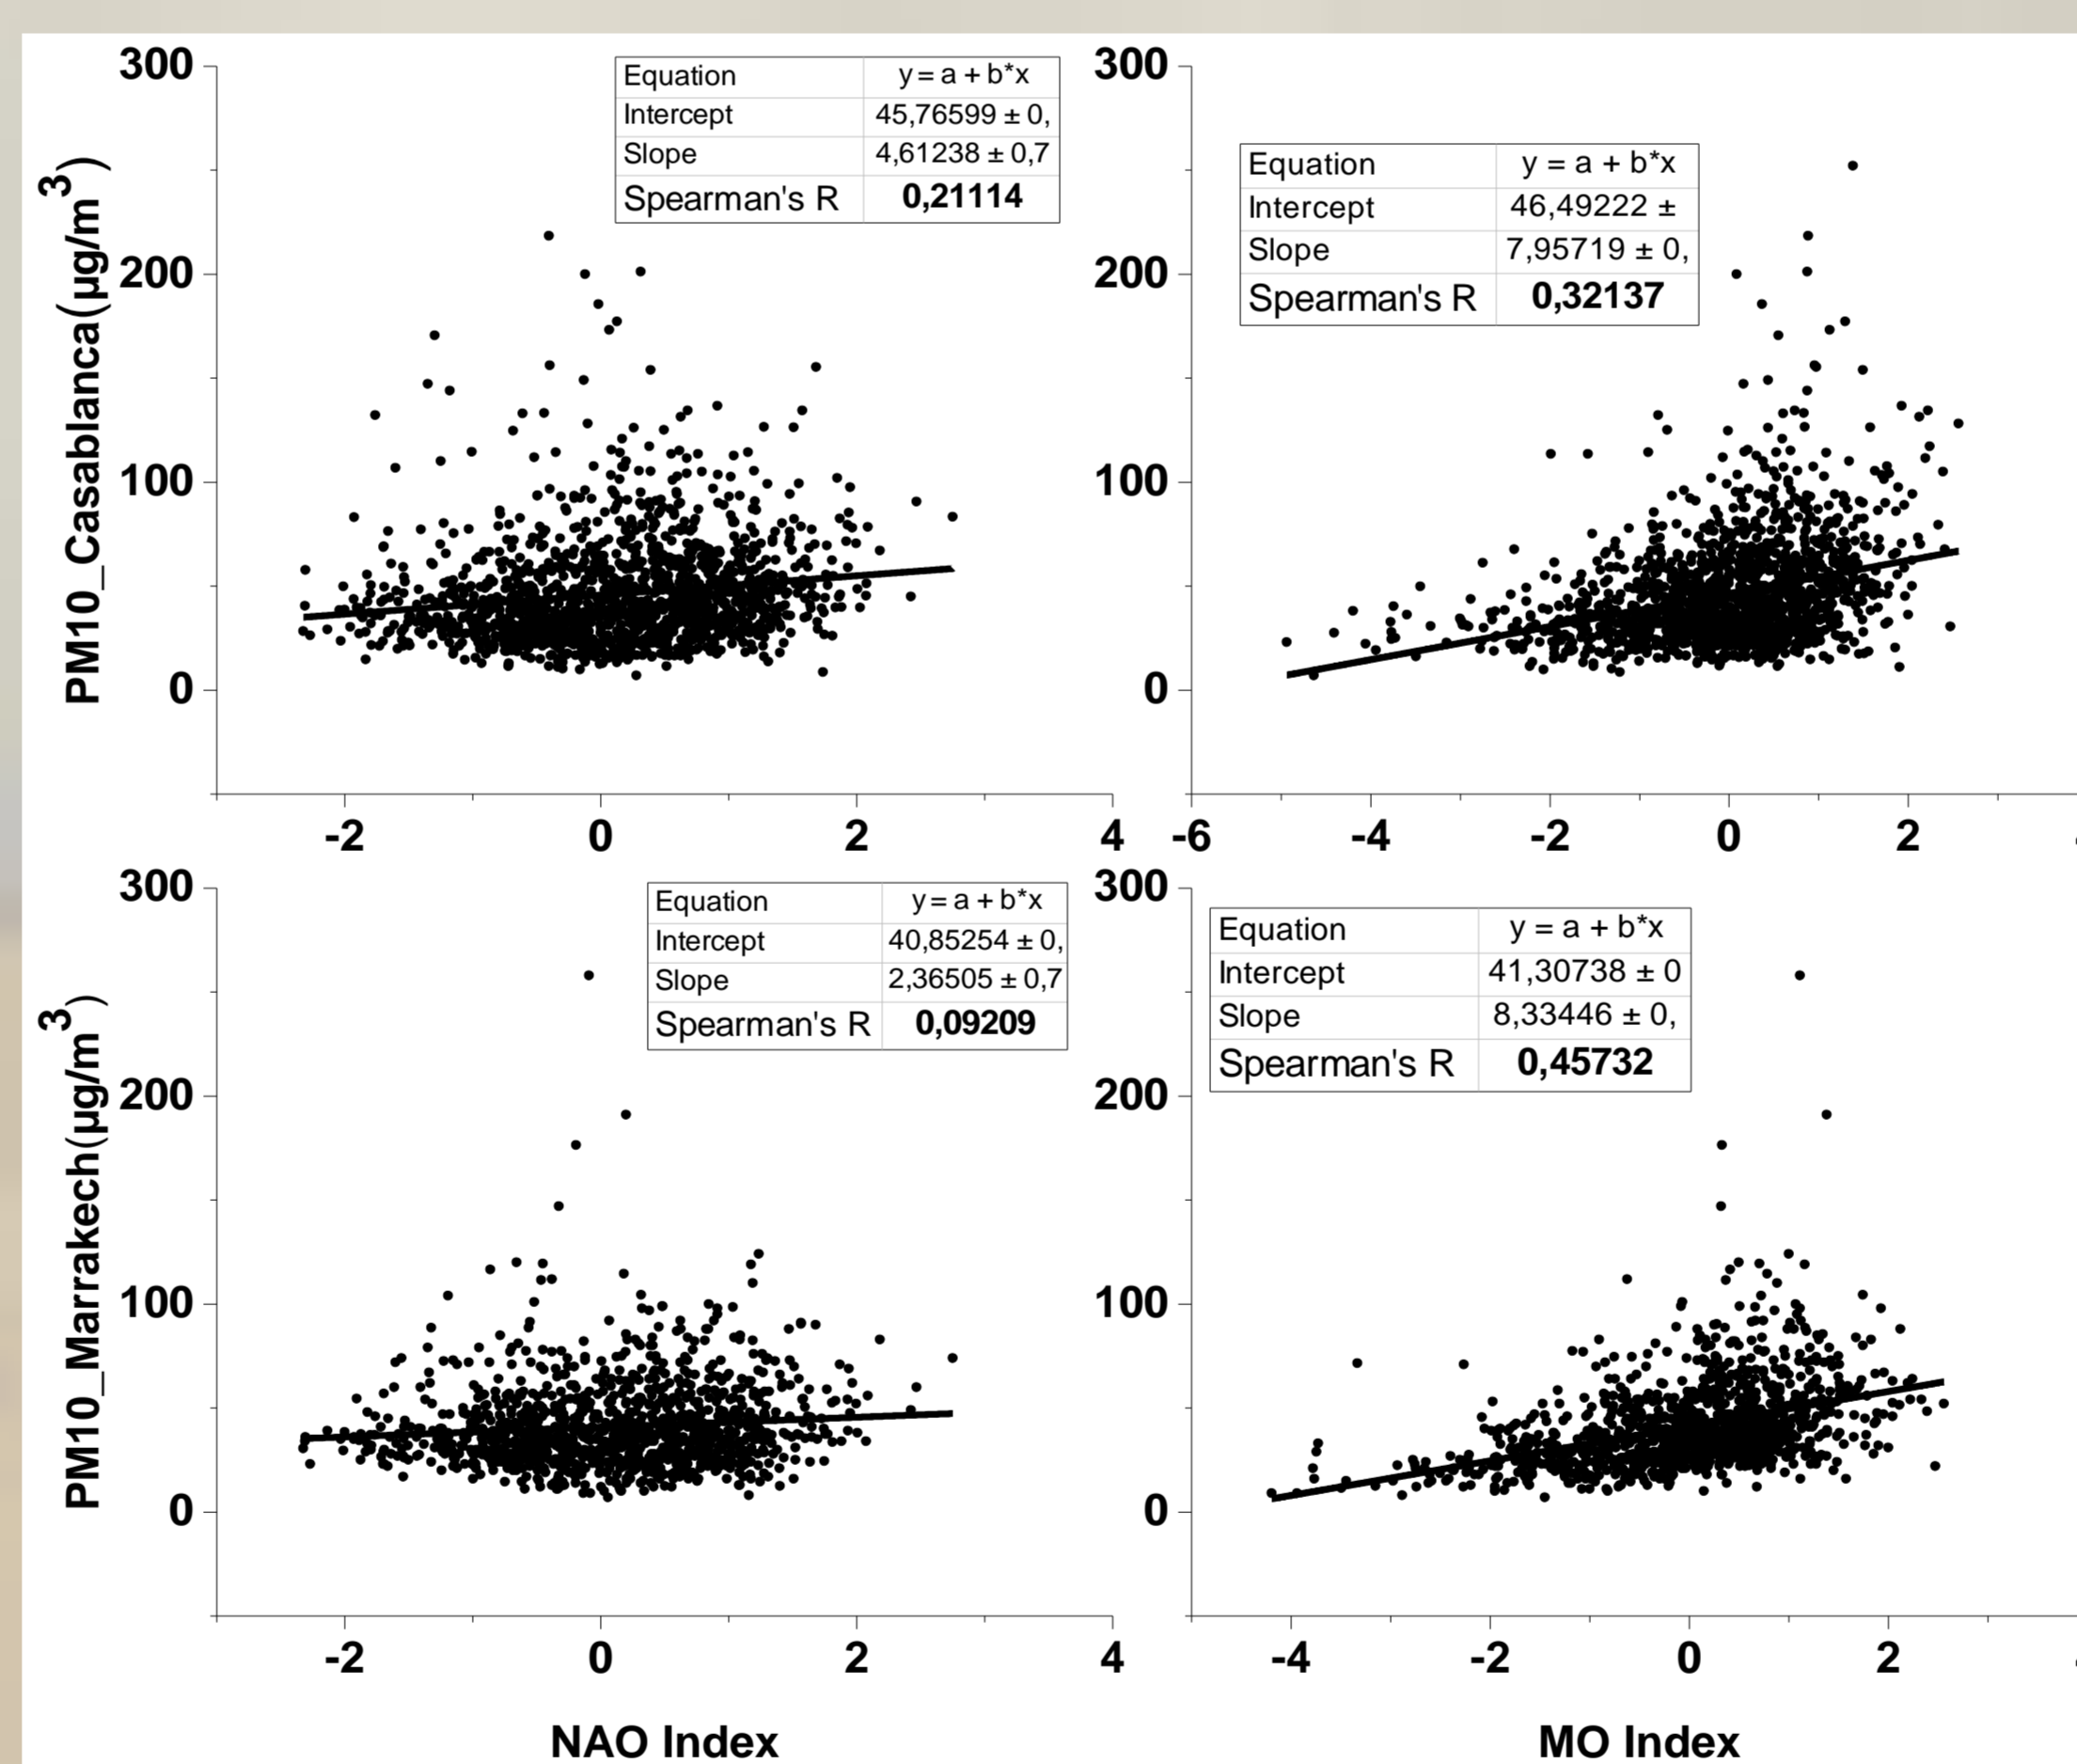 PM10_Casablanca(µg/m³)
300
200
100
0
Equation y = a + b*x
Intercept 45,76599 ± 0,
Slope 4,61238 ± 0,7
Spearman's R 0,21114
-2 0 2 4
300
200
100
0
Equation y = a + b*x
Intercept 46,49222 ±
Slope 7,95719 ± 0,
Spearman's R 0,32137
-6 -4 -2 0 2
PM10_Marrakech(µg/m³)
300
200
100
0
Equation y = a + b*x
Intercept 40,85254 ± 0,
Slope 2,36505 ± 0,7
Spearman's R 0,09209
-2 0 2 4
NAO Index
300
200
100
0
Equation y = a + b*x
Intercept 41,30738 ± 0
Slope 8,33446 ± 0,
Spearman's R 0,45732
-4 -2 0 2
MO Index